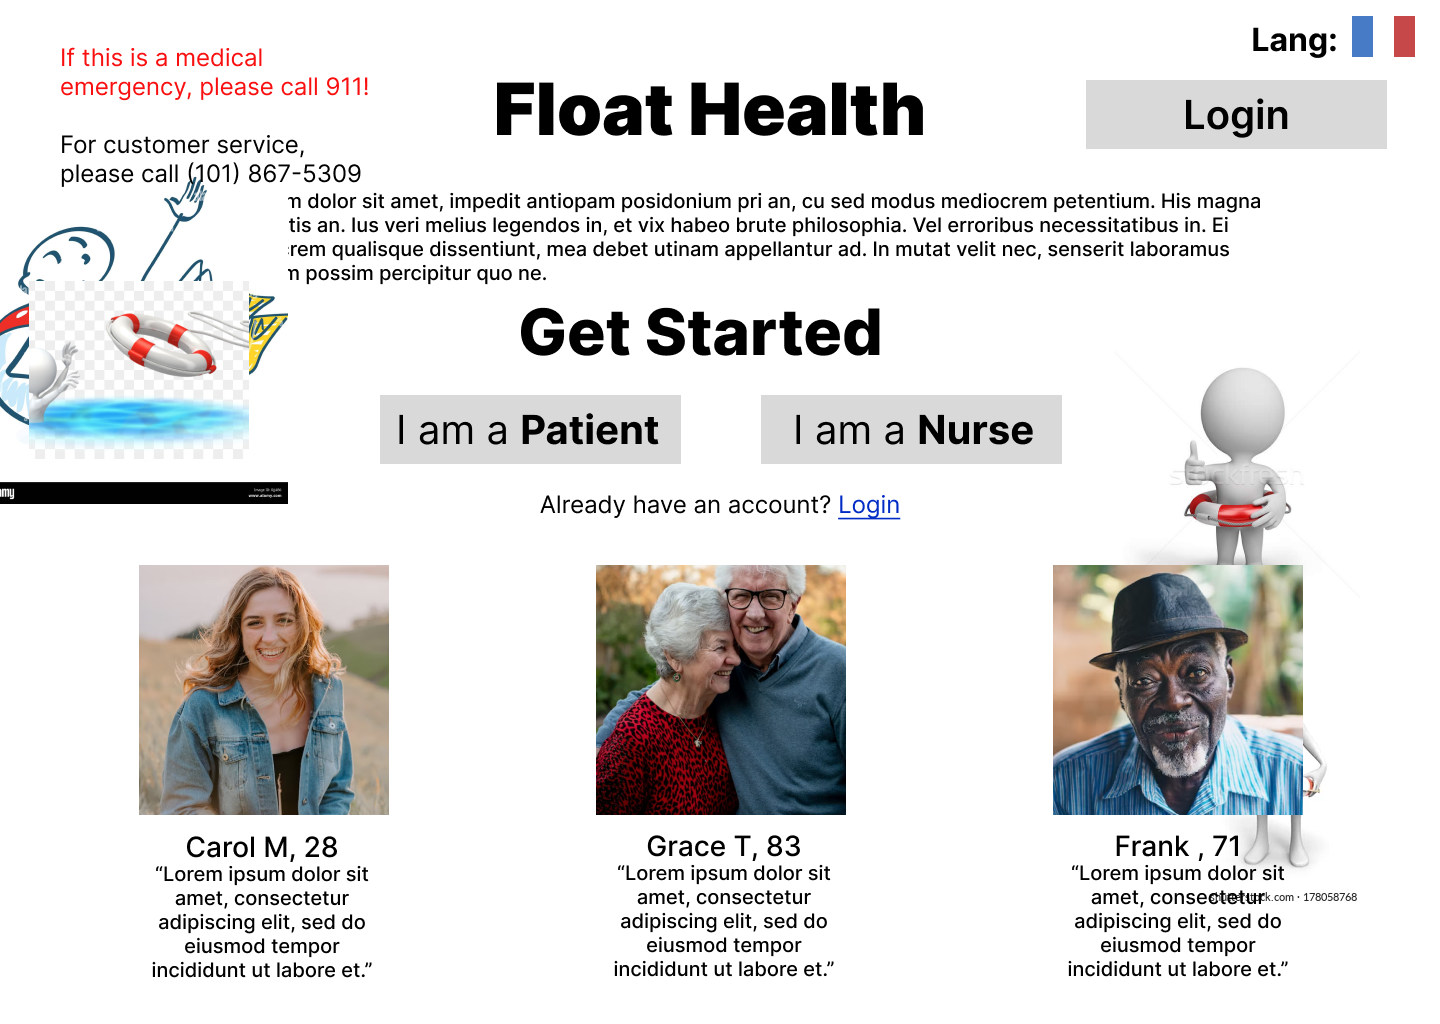 If this is a medical
emergency, please call 911!
For customer service,
please call (101) 867-5309
Lang:
Float Health
Login
m dolor sit amet, impedit antiopam posidonium pri an, cu sed modus mediocrem petentium. His magna
tis an. Ius veri melius legendos in, et vix habeo brute philosophia. Vel erroribus necessitatibus in. Ei
rem qualisque dissentiunt, mea debet utinam appellantur ad. In mutat velit nec, senserit laboramus
m possim percipitur quo ne.
Get Started
I am a Patient
I am a Nurse
Already have an account? Login
stockfresh
www.alamy.com
Carol M, 28
“Lorem ipsum dolor sit
amet, consectetur
adipiscing elit, sed do
eiusmod tempor
incididunt ut labore et.”
Grace T, 83
“Lorem ipsum dolor sit
amet, consectetur
adipiscing elit, sed do
eiusmod tempor
incididunt ut labore et.”
Frank , 71
“Lorem ipsum dolor sit
amet, consectetur
adipiscing elit, sed do
eiusmod tempor
incididunt ut labore et.”
shutterstock.com · 178058768